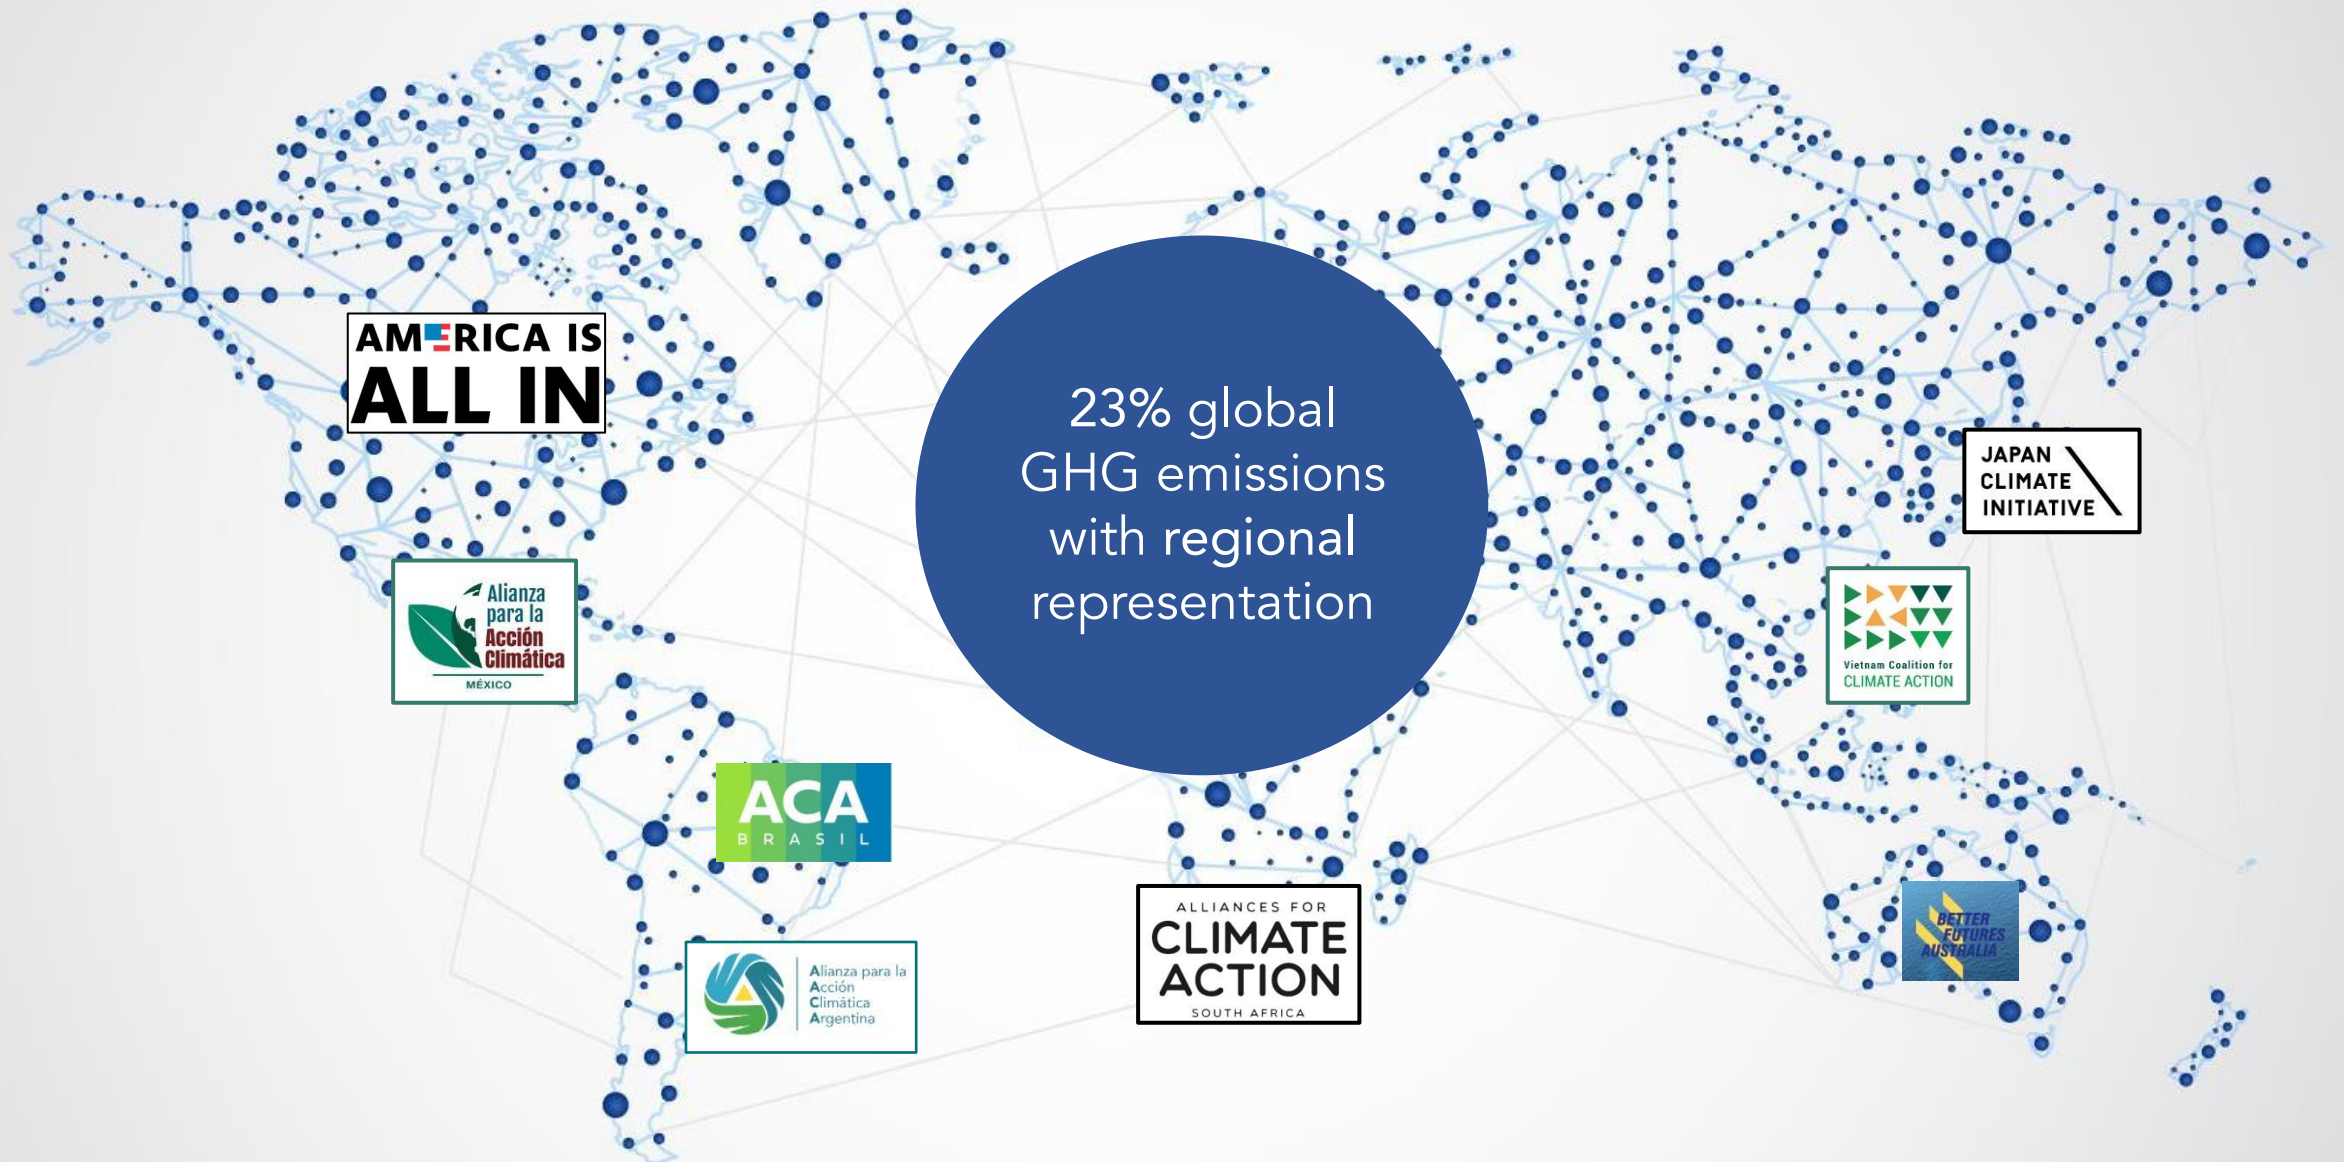 AMERICA IS
ALL IN
23% global
GHG emissions
with regional
representation
JAPAN
CLIMATE
INITIATIVE
Alianza
para la
Acción
Climática
MÉXICO
Vietnam Coalition for
CLIMATE ACTION
ACA
BRASIL
ALLIANCES FOR
CLIMATE
ACTION
SOUTH AFRICA
BETTER
FUTURES
AUSTRALIA
Alianza para la
Acción
Climática
Argentina